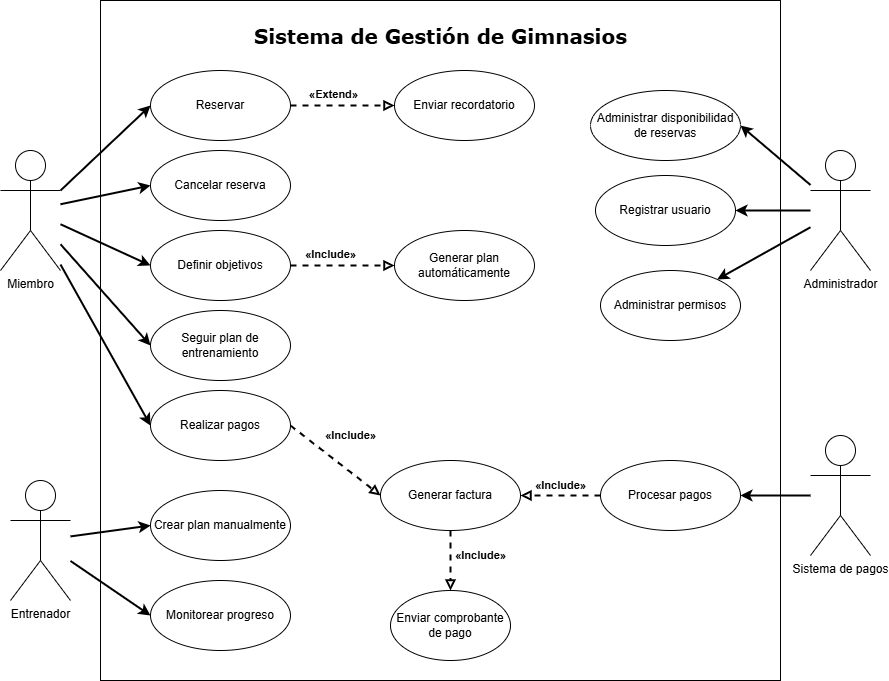 Sistema de Gestión de Gimnasios
Reservar
«Extend»
Enviar recordatorio
Administrar disponibilidad
de reservas
Cancelar reserva
Registrar usuario
Miembro
Administrador
Definir objetivos
«Include»
Generar plan
automáticamente
Administrar permisos
Seguir plan de
entrenamiento
Realizar pagos
«Include»
Generar factura
«Include»
Procesar pagos
Sistema de pagos
Crear plan manualmente
«Include»
Entrenador
Monitorear progreso
Enviar comprobante
de pago